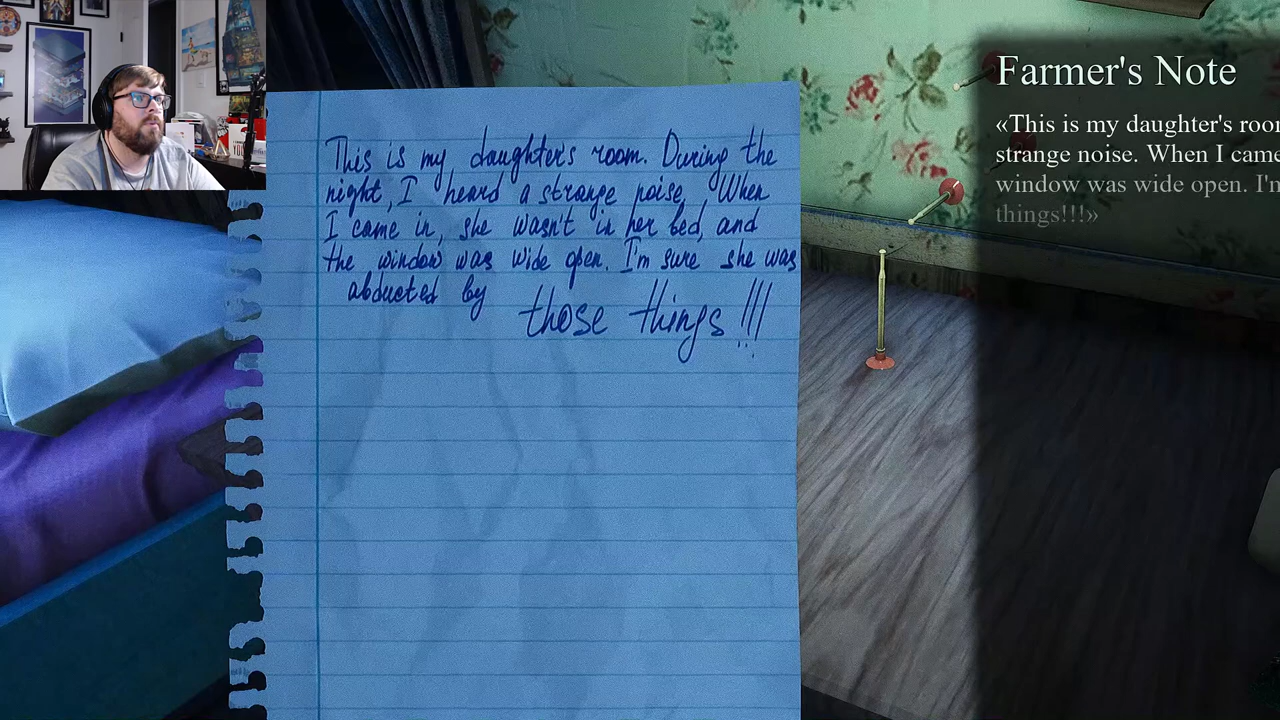 This is my daughter's room. During the
night, I heard a strange noise. When
I came in, she wasn't in her bed, and
the window was wide open. I'm sure she was
abducted by those things!!!
Farmer's Note
«This is my daughter's room
strange noise. When I came
window was wide open. I'm
things!!!»